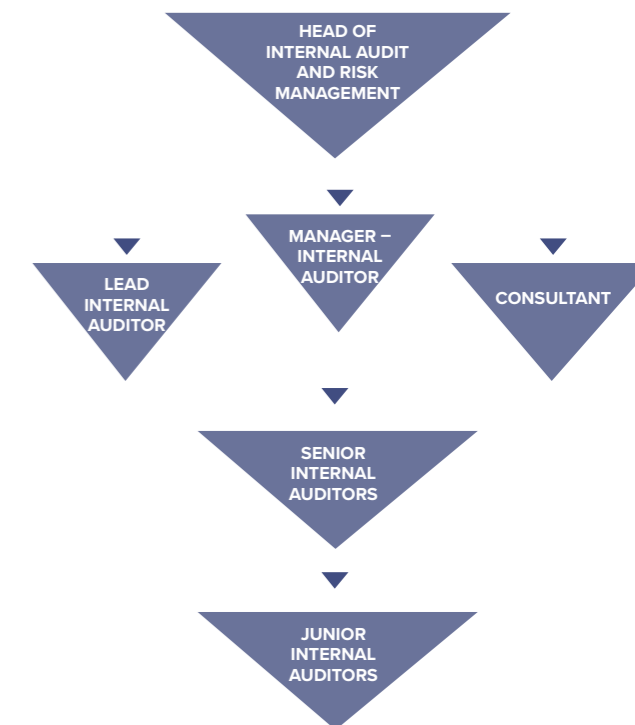 HEAD OF
INTERNAL AUDIT
AND RISK
MANAGEMENT
MANAGER –
INTERNAL
AUDITOR
LEAD
INTERNAL
AUDITOR
CONSULTANT
SENIOR
INTERNAL
AUDITORS
JUNIOR
INTERNAL
AUDITORS